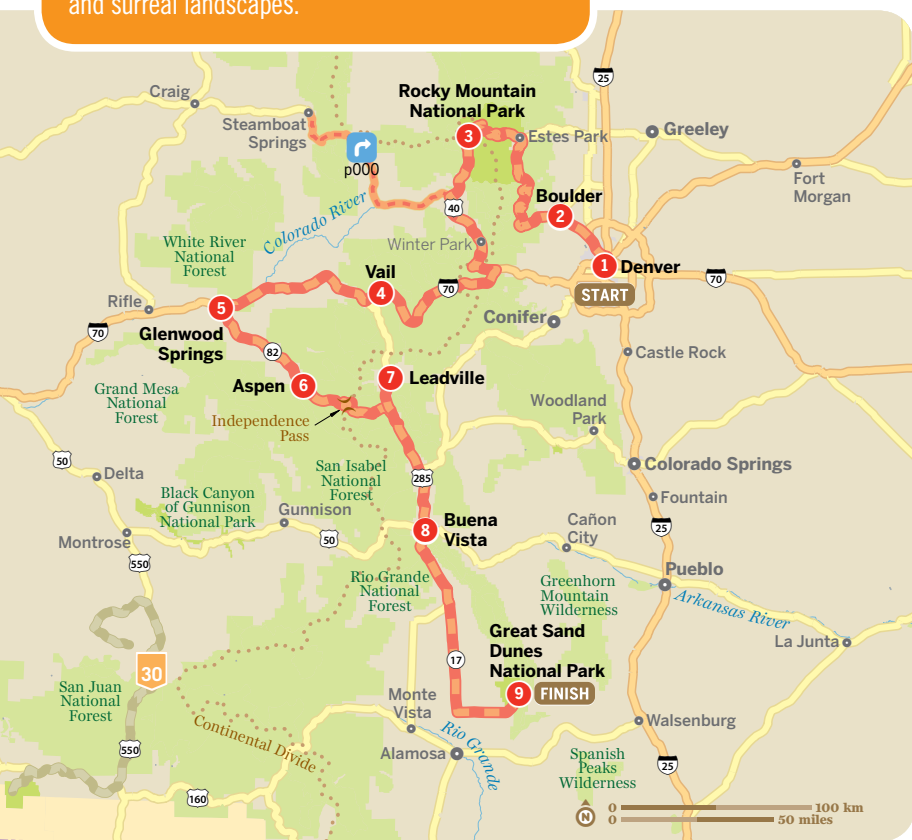 and surreal landscapes.
25
Craig
Steamboat
Springs
p000
Rocky Mountain
National Park
3
Estes Park
Greeley
Fort
Morgan
Boulder
2
40
Colorado River
White River
National
Forest
Winter Park
1
Denver
START
70
Vail
4
70
Rifle
5
Glenwood
Springs
70
Conifer
Castle Rock
82
Aspen
6
7
Leadville
Grand Mesa
National
Forest
Independence
Pass
Woodland
Park
50
Delta
San Isabel
National
Forest
285
Colorado Springs
Fountain
Black Canyon
of Gunnison
National Park
Gunnison
50
Montrose
550
8
Buena
Vista
Cañon
City
25
Pueblo
Arkansas River
Rio Grande
National
Forest
Greenhorn
Mountain
Wilderness
La Junta
Great Sand
Dunes
National Park
9
FINISH
17
30
San Juan
National
Forest
550
Continental Divide
Monte
Vista
Alamosa
Rio Grande
Walsenburg
Spanish
Peaks
Wilderness
25
160
N
0 100 km
0 50 miles